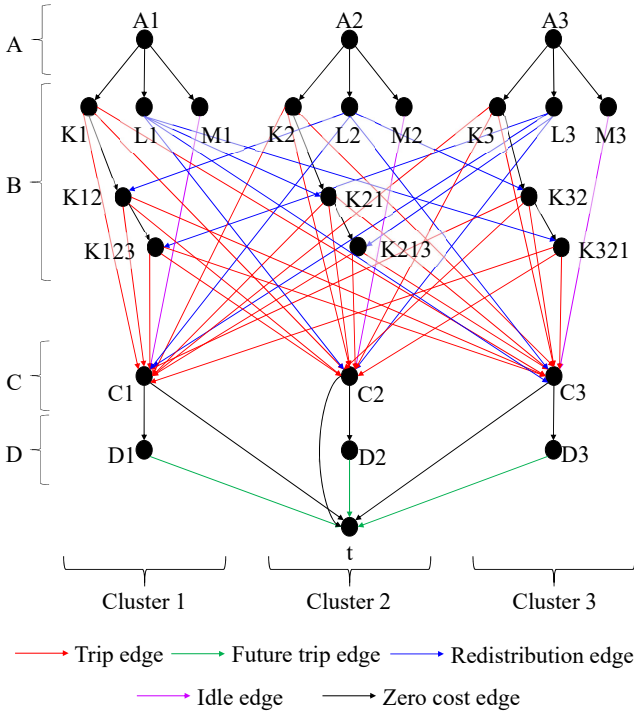 A1 A2 A3
A
K1 L1 M1 K2 L2 M2 K3 L3 M3
B
K12 K21 K32
K123 K213 K321
C
C1 C2 C3
D
D1 D2 D3
t
Cluster 1 Cluster 2 Cluster 3
Trip edge Future trip edge Redistribution edge
Idle edge Zero cost edge